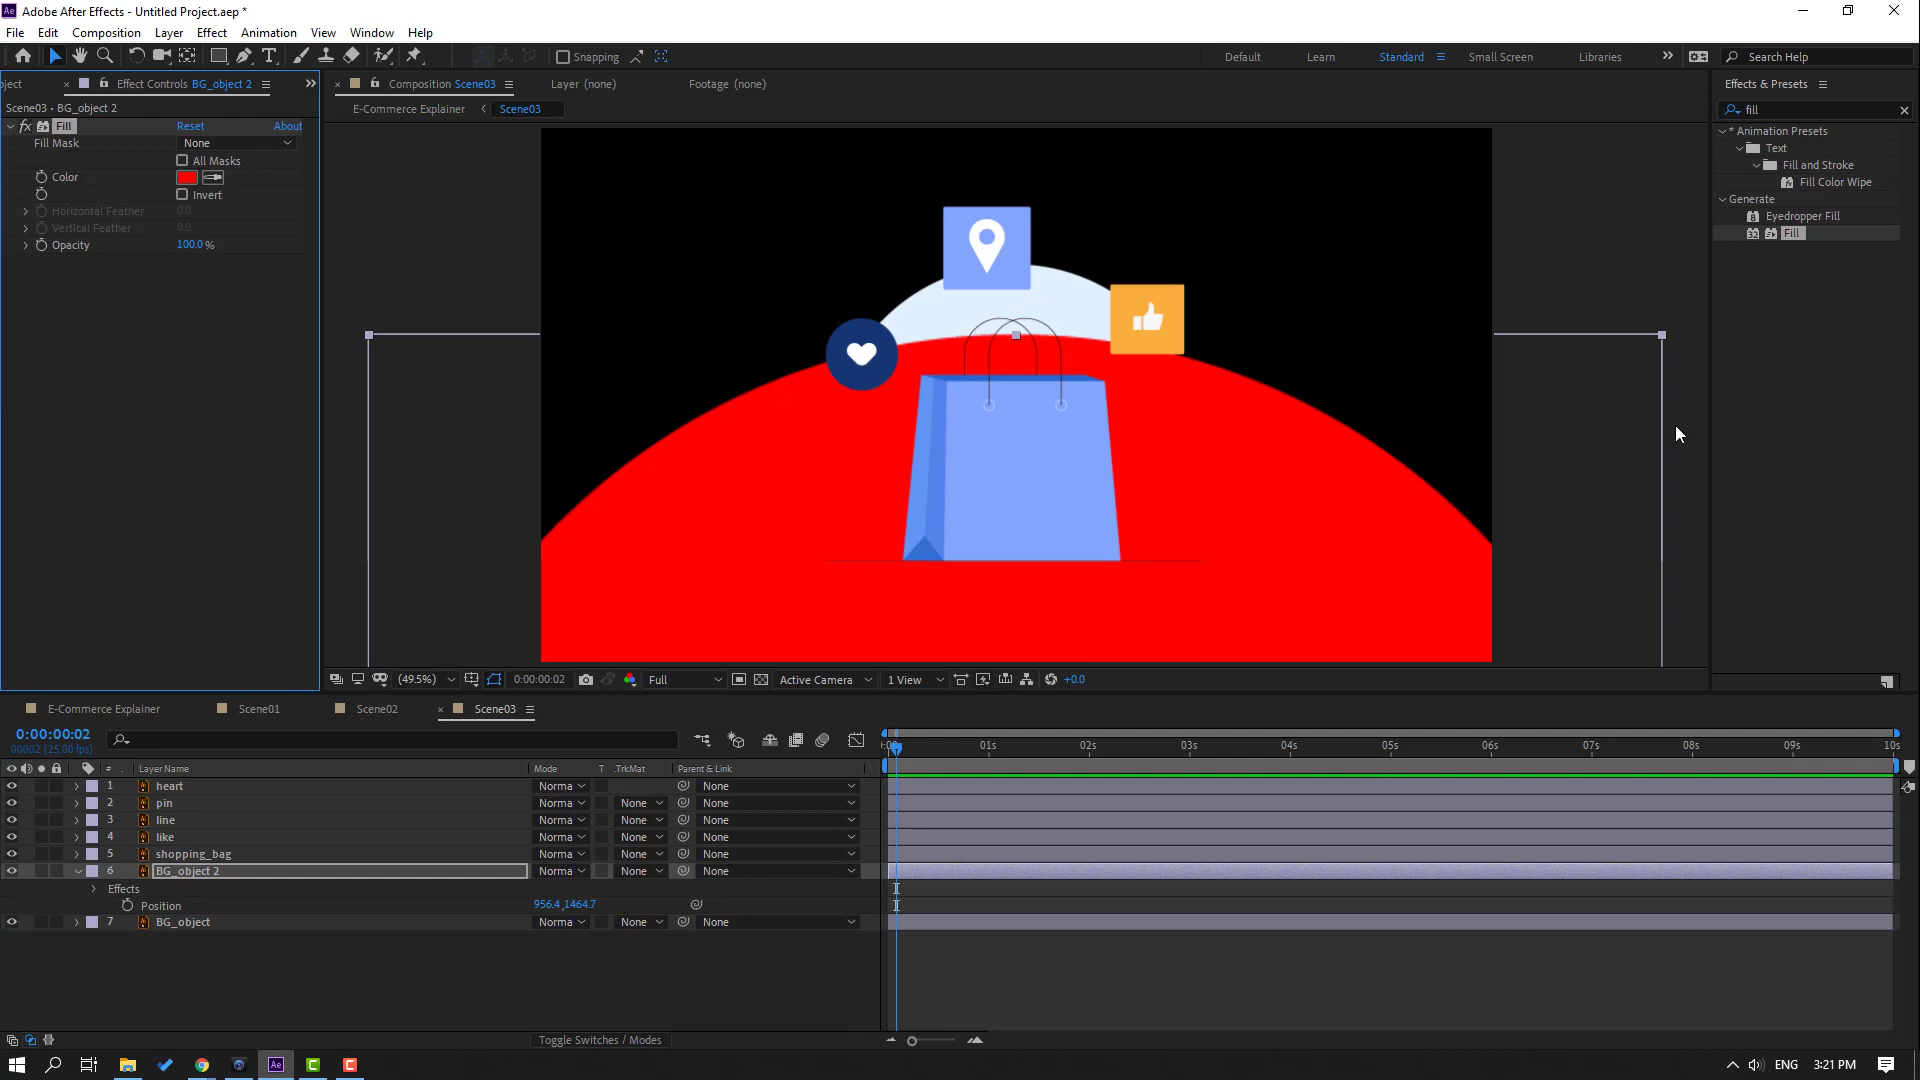 Adobe After Effects - Untitled Project.aep *
File Edit Composition Layer Effect Animation View Window Help
Snapping Default Learn Standard Small Screen Libraries Search Help
Effect Controls BG_object 2
Composition Scene03 Layer (none) Footage (none)
Effects & Presets
Scene03 • BG_object 2
E-Commerce Explainer Scene03
fill
Fill Reset About
Fill Mask None
All Masks
Color
Invert
Horizontal Feather 0.0
Vertical Feather 0.0
Opacity 100.0 %
* Animation Presets
Text
Fill and Stroke
Fill Color Wipe
Generate
Eyedropper Fill
Fill
(49.5%) 0:00:00:02 Full Active Camera 1 View +0.0
E-Commerce Explainer Scene01 Scene02 Scene03
0:00:00:02
00002 (25.00 fps)
01s 02s 03s 04s 05s 06s 07s 08s 09s 10s
# Layer Name Mode T .TrkMat Parent & Link
1 heart Norma None
2 pin Norma None None
3 line Norma None None
4 like Norma None None
5 shopping_bag Norma None None
6 BG_object 2 Norma None None
Effects
Position 956.4,1464.7
7 BG_object Norma None None
Toggle Switches / Modes
Ae ENG 3:21 PM